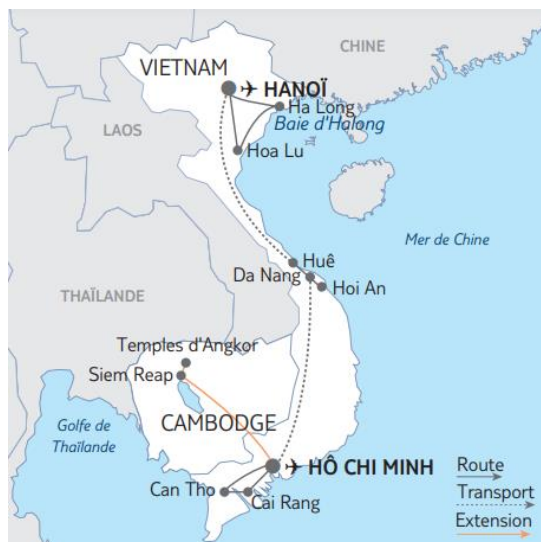 CHINE
VIETNAM
HANOÏ
Ha Long
Baie d'Halong
LAOS
Hoa Lu
Mer de Chine
Huê
Da Nang
Hoi An
THAÏLANDE
Temples d'Angkor
Siem Reap
CAMBODGE
Golfe de
Thaïlande
HÔ CHI MINH
Can Tho
Cai Rang
Route
Transport
Extension